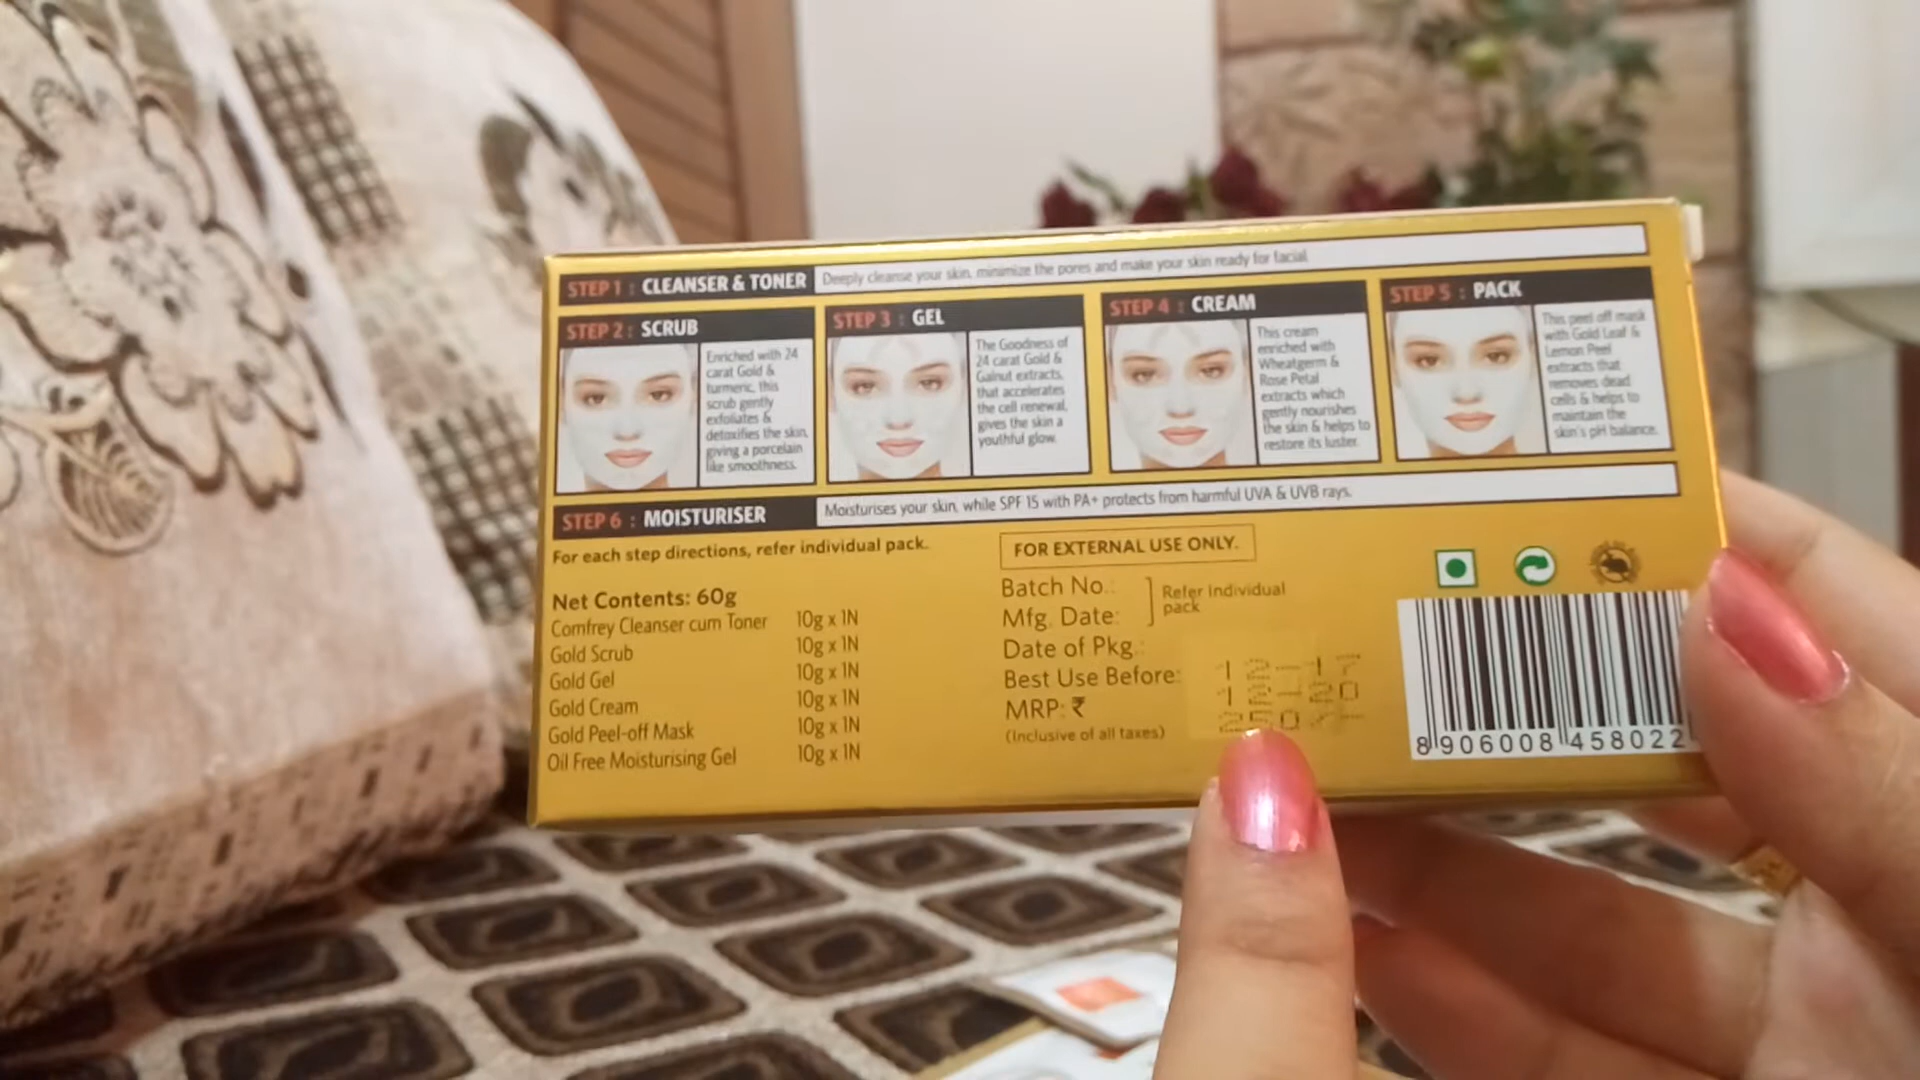 STEP 1 : CLEANSER & TONER
Deeply cleanse your skin, minimize the pores and make your skin ready for facial.
STEP 2 : SCRUB
Enriched with 24
carat Gold &
turmeric, this
scrub gently
exfoliates &
detoxifies the skin,
giving a porcelain
like smoothness.
STEP 3 : GEL
The Goodness of
24 carat Gold &
Galnut extracts,
that accelerates
the cell renewal,
gives the skin a
youthful glow.
STEP 4 : CREAM
This cream
enriched with
Wheatgerm &
Rose Petal
extracts which
gently nourishes
the skin & helps to
restore its luster.
STEP 5 : PACK
This peel off mask
with Gold Leaf &
Lemon Peel
extracts that
removes dead
cells & helps to
maintain the
skin's pH balance.
STEP 6 : MOISTURISER
Moisturises your skin, while SPF 15 with PA+ protects from harmful UVA & UVB rays.
For each step directions, refer individual pack.
Net Contents: 60g
Comfrey Cleanser cum Toner 10g x 1N
Gold Scrub 10g x 1N
Gold Gel 10g x 1N
Gold Cream 10g x 1N
Gold Peel-off Mask 10g x 1N
Oil Free Moisturising Gel 10g x 1N
FOR EXTERNAL USE ONLY.
Batch No.:
Mfg. Date:
Refer Individual
pack
Date of Pkg.: 12-17
Best Use Before: 12-20
MRP: ₹
(Inclusive of all taxes)
8 906008 458022